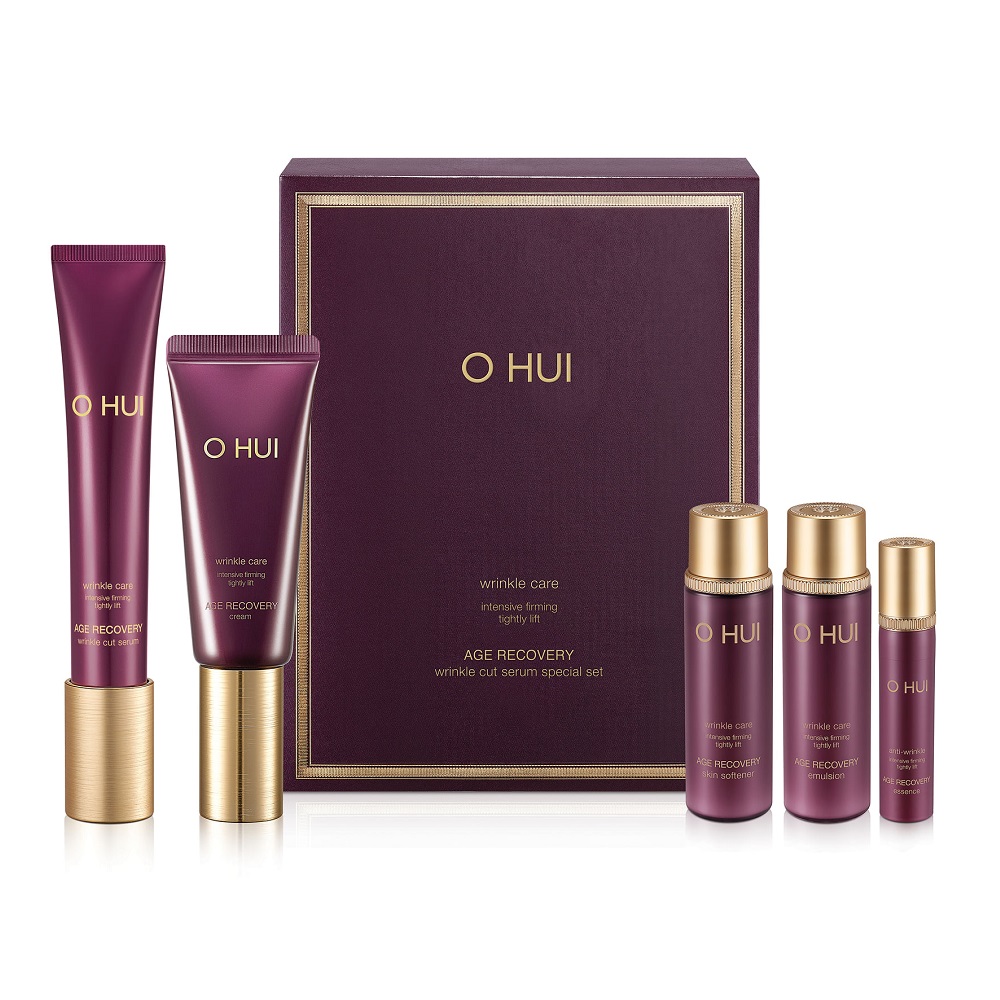 O HUI
wrinkle care
intensive firming
tightly lift
AGE RECOVERY
wrinkle cut serum
O HUI
wrinkle care
intensive firming
tightly lift
AGE RECOVERY
cream
O HUI
wrinkle care
intensive firming
tightly lift
AGE RECOVERY
wrinkle cut serum special set
O HUI
wrinkle care
intensive firming
tightly lift
AGE RECOVERY
skin softener
O HUI
wrinkle care
intensive firming
tightly lift
AGE RECOVERY
emulsion
O HUI
anti-wrinkle
intensive firming
tightly lift
AGE RECOVERY
essence